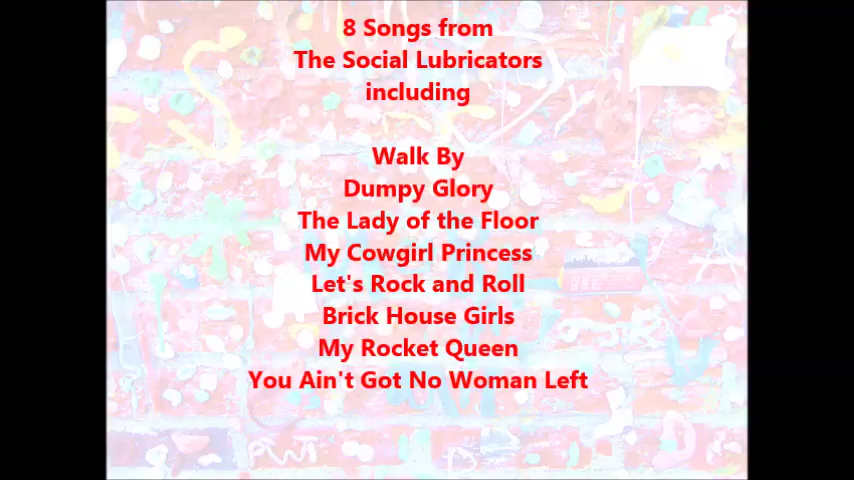 8 Songs from
The Social Lubricators
including
Walk By
Dumpy Glory
The Lady of the Floor
My Cowgirl Princess
Let's Rock and Roll
Brick House Girls
My Rocket Queen
You Ain't Got No Woman Left